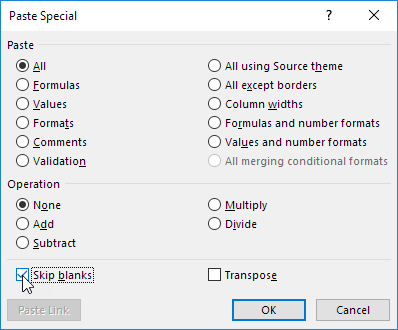 Paste Special
Paste
All
All using Source theme
Formulas
All except borders
Values
Column widths
Formats
Formulas and number formats
Comments
Values and number formats
Validation
All merging conditional formats
Operation
None
Multiply
Add
Divide
Subtract
Skip blanks
Transpose
Paste Link
OK
Cancel